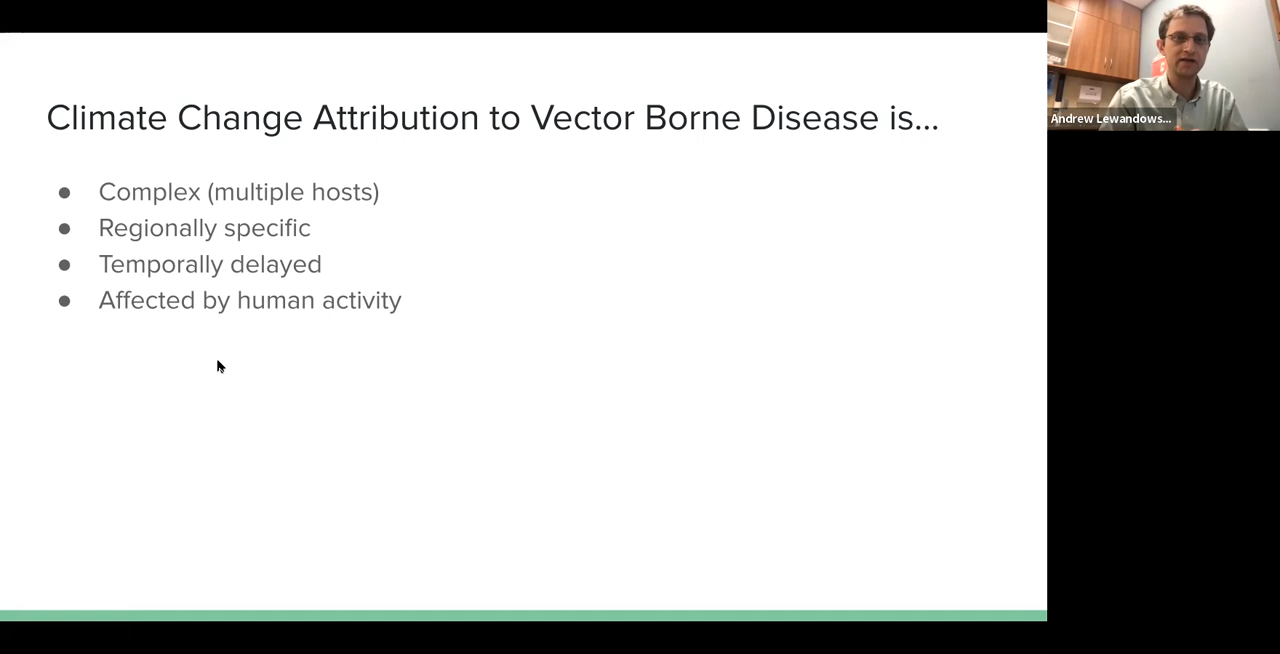 Climate Change Attribution to Vector Borne Disease is...
● Complex (multiple hosts)
● Regionally specific
● Temporally delayed
● Affected by human activity
Andrew Lewandows...